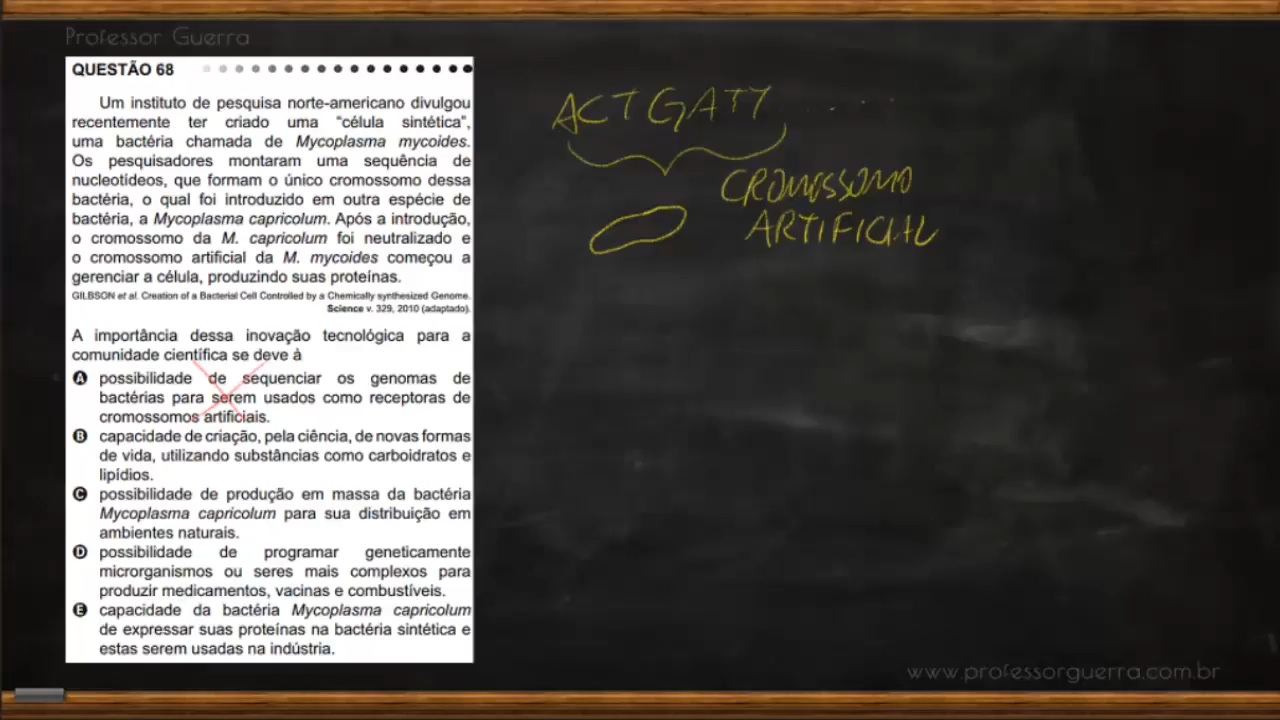 Professor Guerra
QUESTÃO 68
Um instituto de pesquisa norte-americano divulgou
recentemente ter criado uma “célula sintética”,
uma bactéria chamada de Mycoplasma mycoides.
Os pesquisadores montaram uma sequência de
nucleotídeos, que formam o único cromossomo dessa
bactéria, o qual foi introduzido em outra espécie de
bactéria, a Mycoplasma capricolum. Após a introdução,
o cromossomo da M. capricolum foi neutralizado e
o cromossomo artificial da M. mycoides começou a
gerenciar a célula, produzindo suas proteínas.
GILBSON et al. Creation of a Bacterial Cell Controlled by a Chemically synthesized Genome.
Science v. 329, 2010 (adaptado).
A importância dessa inovação tecnológica para a
comunidade científica se deve à
A possibilidade de sequenciar os genomas de
bactérias para serem usados como receptoras de
cromossomos artificiais.
B capacidade de criação, pela ciência, de novas formas
de vida, utilizando substâncias como carboidratos e
lipídios.
C possibilidade de produção em massa da bactéria
Mycoplasma capricolum para sua distribuição em
ambientes naturais.
D possibilidade de programar geneticamente
microrganismos ou seres mais complexos para
produzir medicamentos, vacinas e combustíveis.
E capacidade da bactéria Mycoplasma capricolum
de expressar suas proteínas na bactéria sintética e
estas serem usadas na indústria.
ACTGATT .....
CROMOSSOMO
ARTIFICIAL
www.professorguerra.com.br